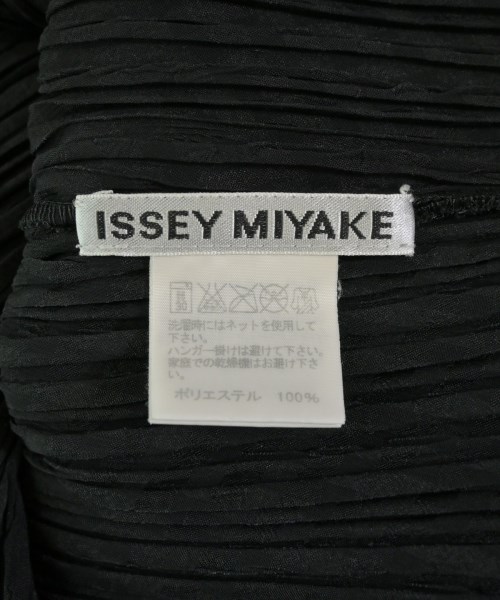 ISSEY MIYAKE
洗濯時にはネットを使用して
下さい。
ハンガー掛けは避けて下さい。
家庭での乾燥機はお避け下さ
い。
ポリエステル 100%